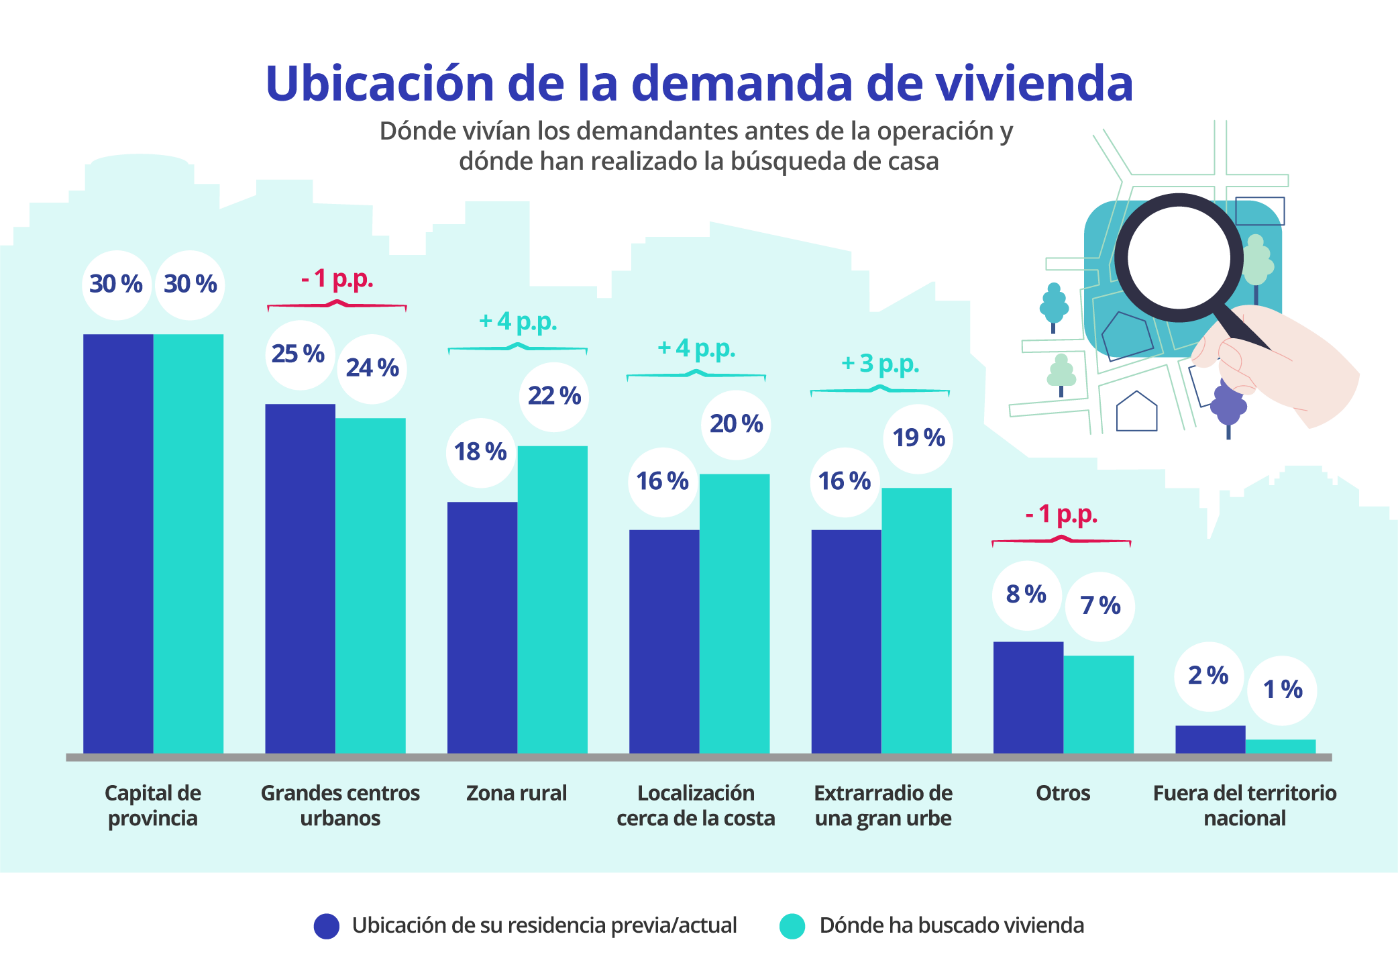 Ubicación de la demanda de vivienda
Dónde vivían los demandantes antes de la operación y
dónde han realizado la búsqueda de casa
30 % 30 %
- 1 p.p.
25 % 24 %
+ 4 p.p.
18 % 22 %
+ 4 p.p.
16 % 20 %
+ 3 p.p.
16 % 19 %
- 1 p.p.
8 % 7 %
2 % 1 %
Capital de
provincia
Grandes centros
urbanos
Zona rural
Localización
cerca de la costa
Extrarradio de
una gran urbe
Otros
Fuera del territorio
nacional
Ubicación de su residencia previa/actual
Dónde ha buscado vivienda